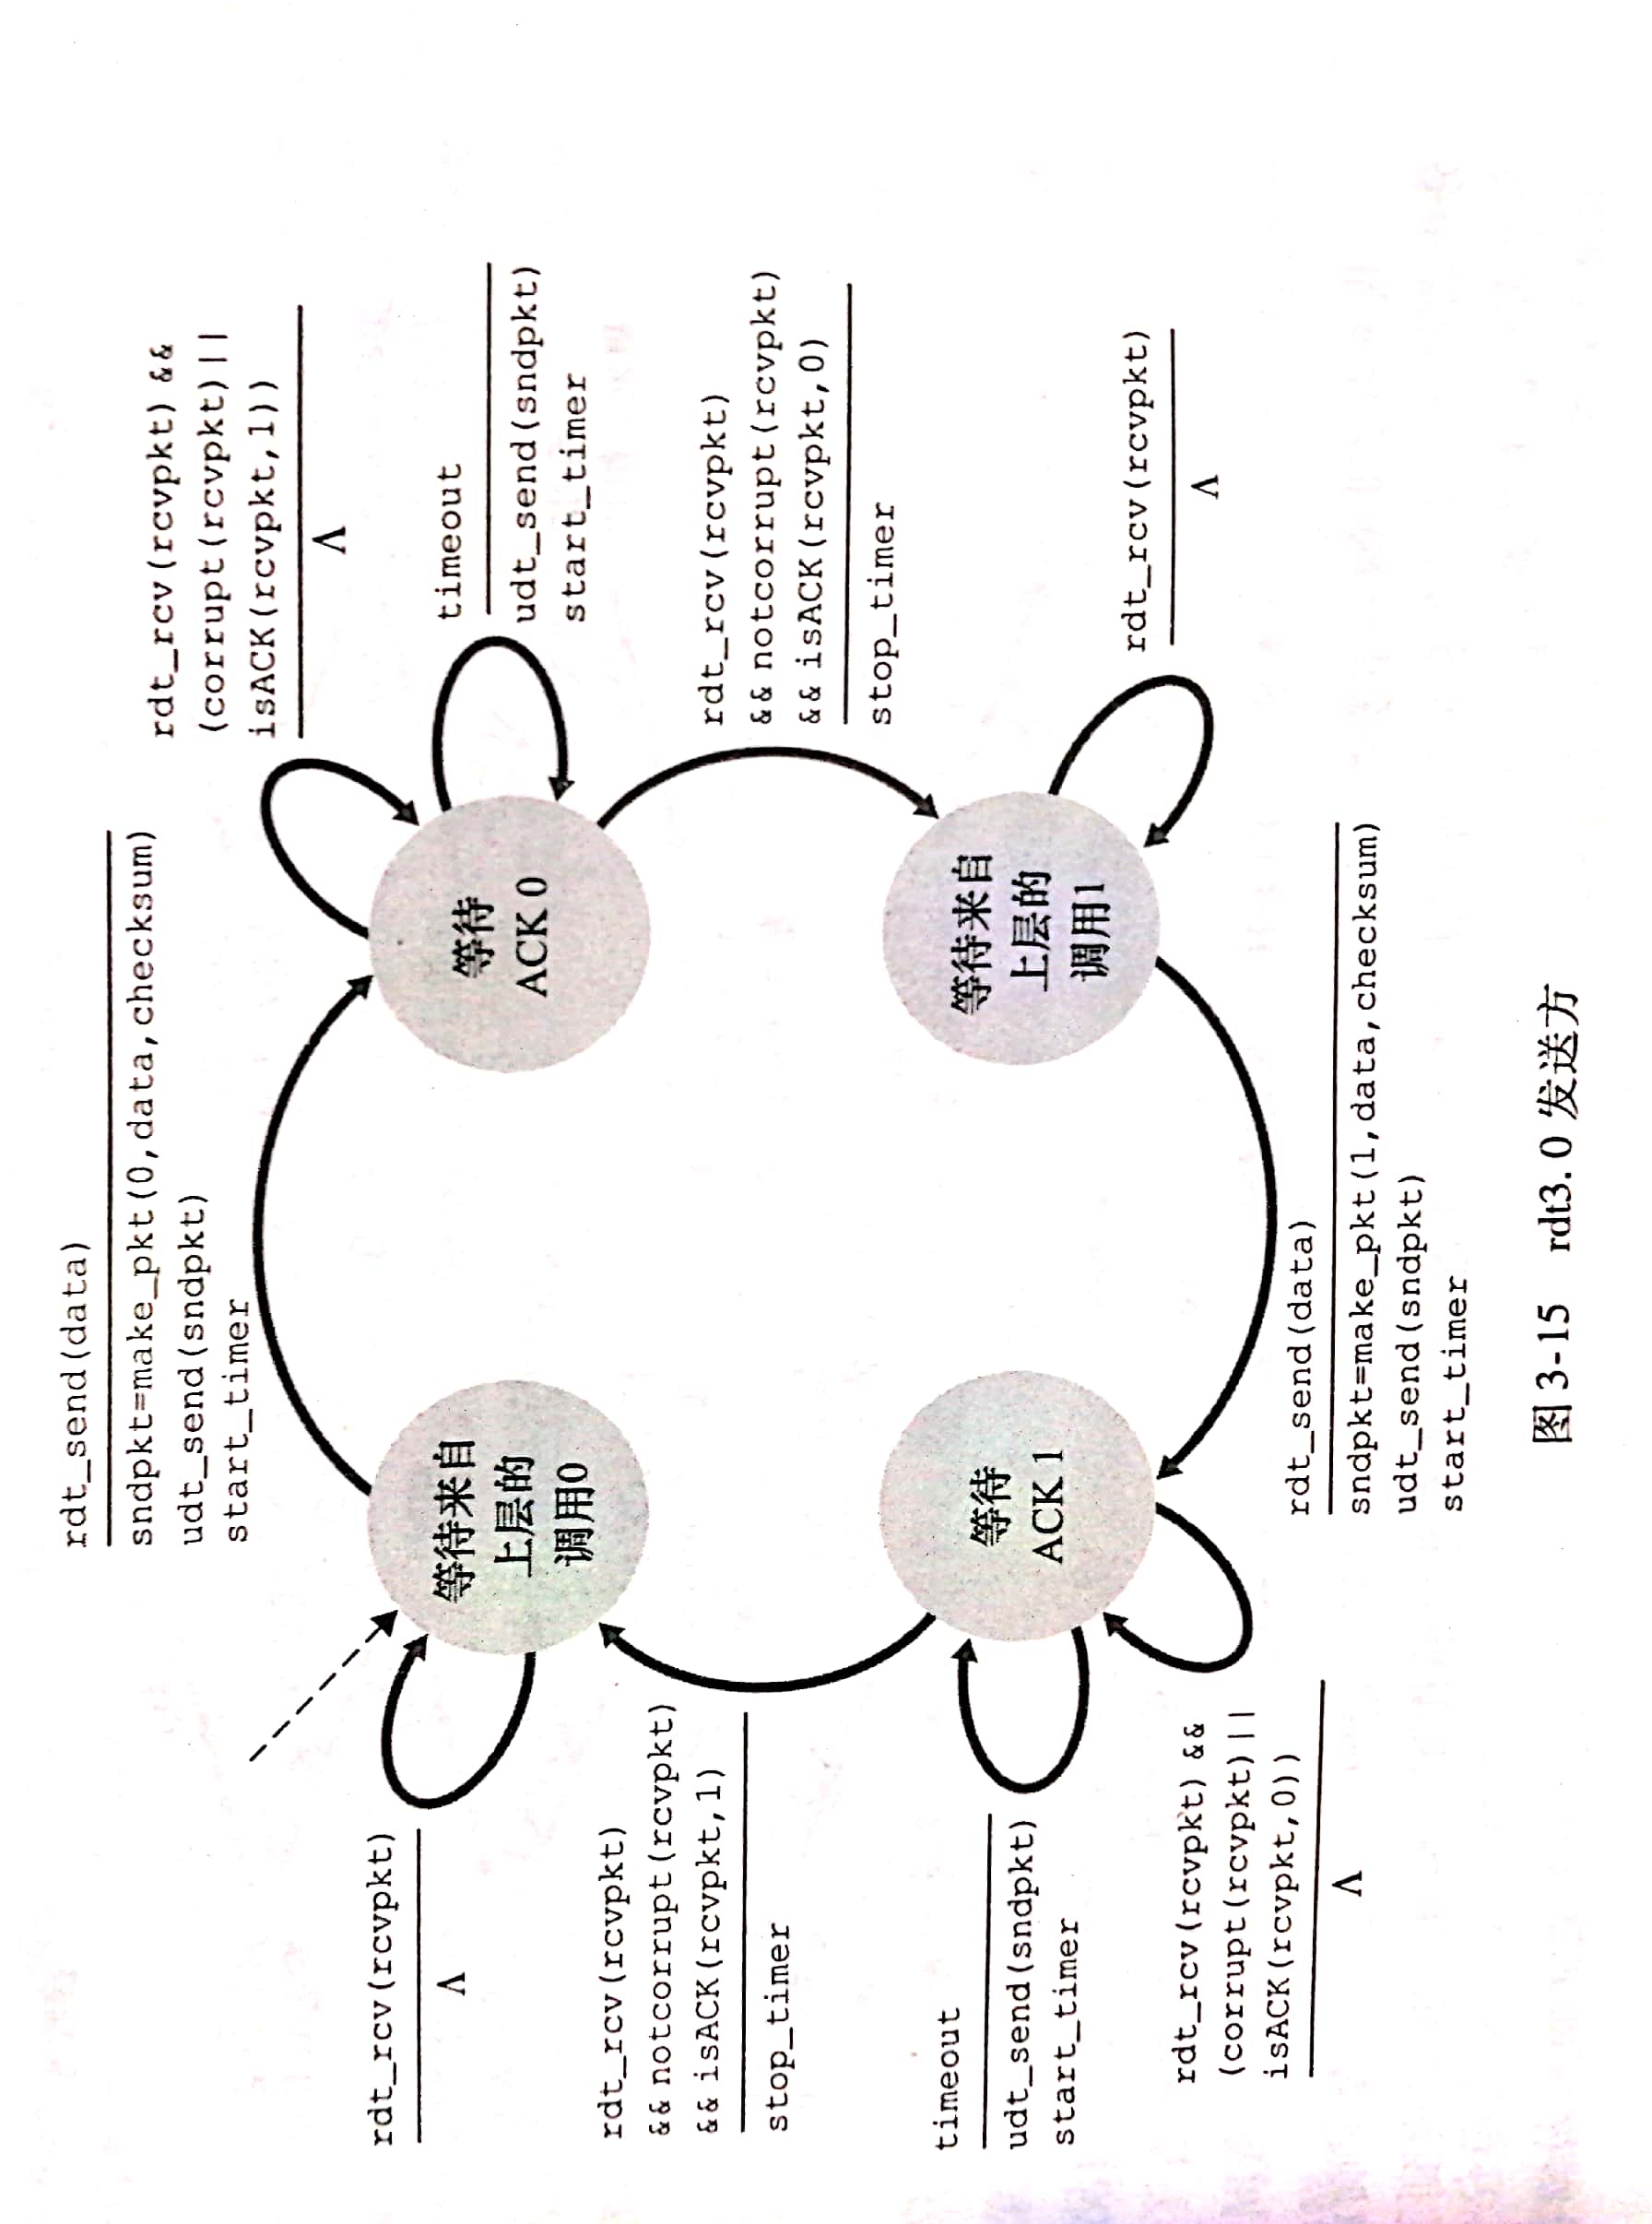 rdt_send(data)
sndpkt=make_pkt(0,data,checksum)
udt_send(sndpkt)
start_timer
rdt_rcv(rcvpkt) &&
(corrupt(rcvpkt)||
isACK(rcvpkt,1))
Λ
rdt_rcv(rcvpkt)
Λ
等待来自
上层的
调用0
等待
ACK 0
timeout
udt_send(sndpkt)
start_timer
rdt_rcv(rcvpkt)
&& notcorrupt(rcvpkt)
&& isACK(rcvpkt,1)
stop_timer
rdt_rcv(rcvpkt)
&& notcorrupt(rcvpkt)
&& isACK(rcvpkt,0)
stop_timer
timeout
udt_send(sndpkt)
start_timer
等待
ACK 1
等待来自
上层的
调用1
rdt_rcv(rcvpkt)
Λ
rdt_rcv(rcvpkt) &&
(corrupt(rcvpkt)||
isACK(rcvpkt,0))
Λ
rdt_send(data)
sndpkt=make_pkt(1,data,checksum)
udt_send(sndpkt)
start_timer
图 3-15 rdt3.0 发送方